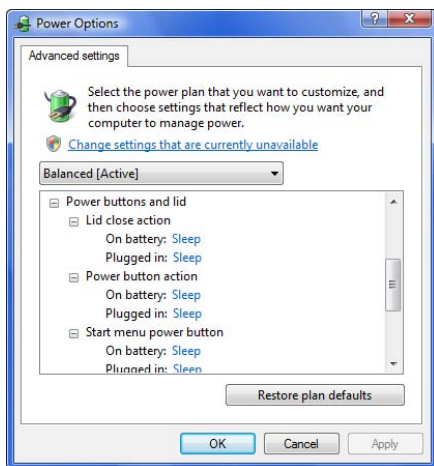 Power Options
Advanced settings
Select the power plan that you want to customize, and
then choose settings that reflect how you want your
computer to manage power.
Change settings that are currently unavailable
Balanced [Active]
Power buttons and lid
Lid close action
On battery: Sleep
Plugged in: Sleep
Power button action
On battery: Sleep
Plugged in: Sleep
Start menu power button
On battery: Sleep
Plugged in: Sleep
Restore plan defaults
OK Cancel Apply